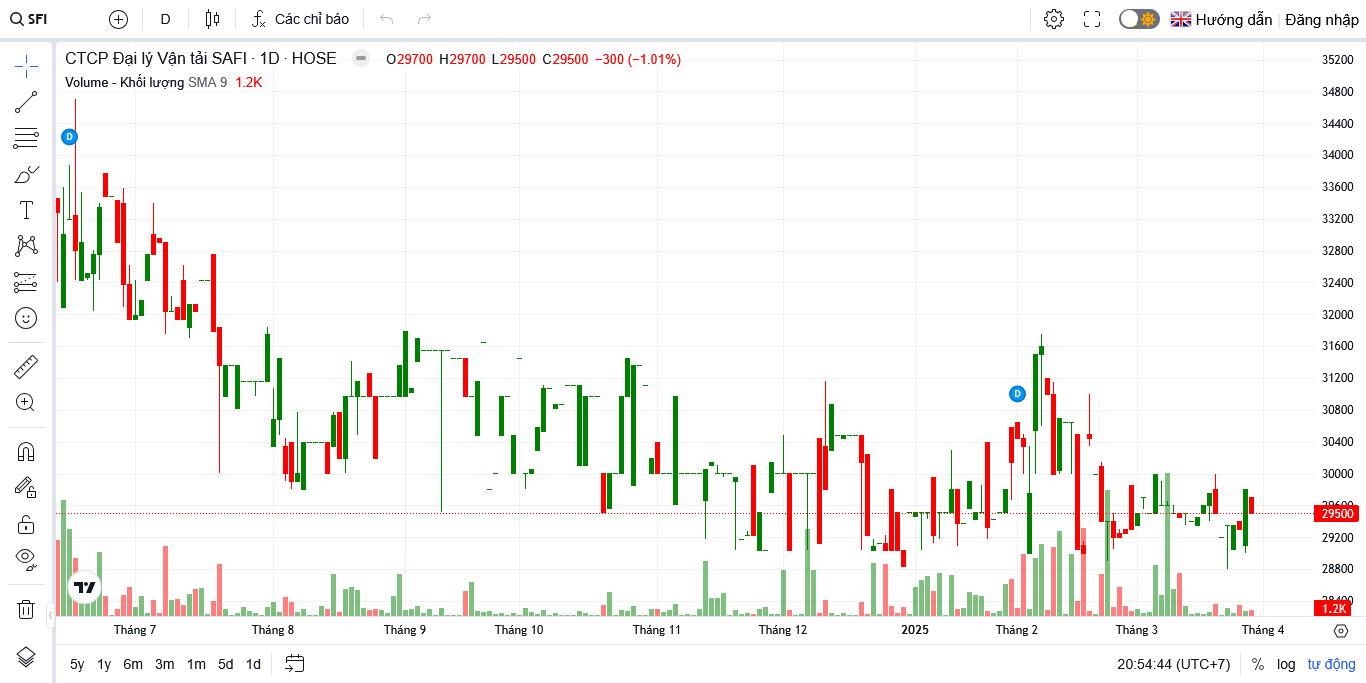 SFI D Các chỉ báo Hướng dẫn Đăng nhập
CTCP Đại lý Vận tải SAFI · 1D · HOSE O29700 H29700 L29500 C29500 −300 (−1.01%)
Volume - Khối lượng SMA 9 1.2K
35200
34800
34400
34000
33600
33200
32800
32400
32000
31600
31200
30800
30400
30000
29600
29500
29200
28800
28400
1.2K
D
D
Tháng 7 Tháng 8 Tháng 9 Tháng 10 Tháng 11 Tháng 12 2025 Tháng 2 Tháng 3 Tháng 4
5y 1y 6m 3m 1m 5d 1d 20:54:44 (UTC+7) % log tự động